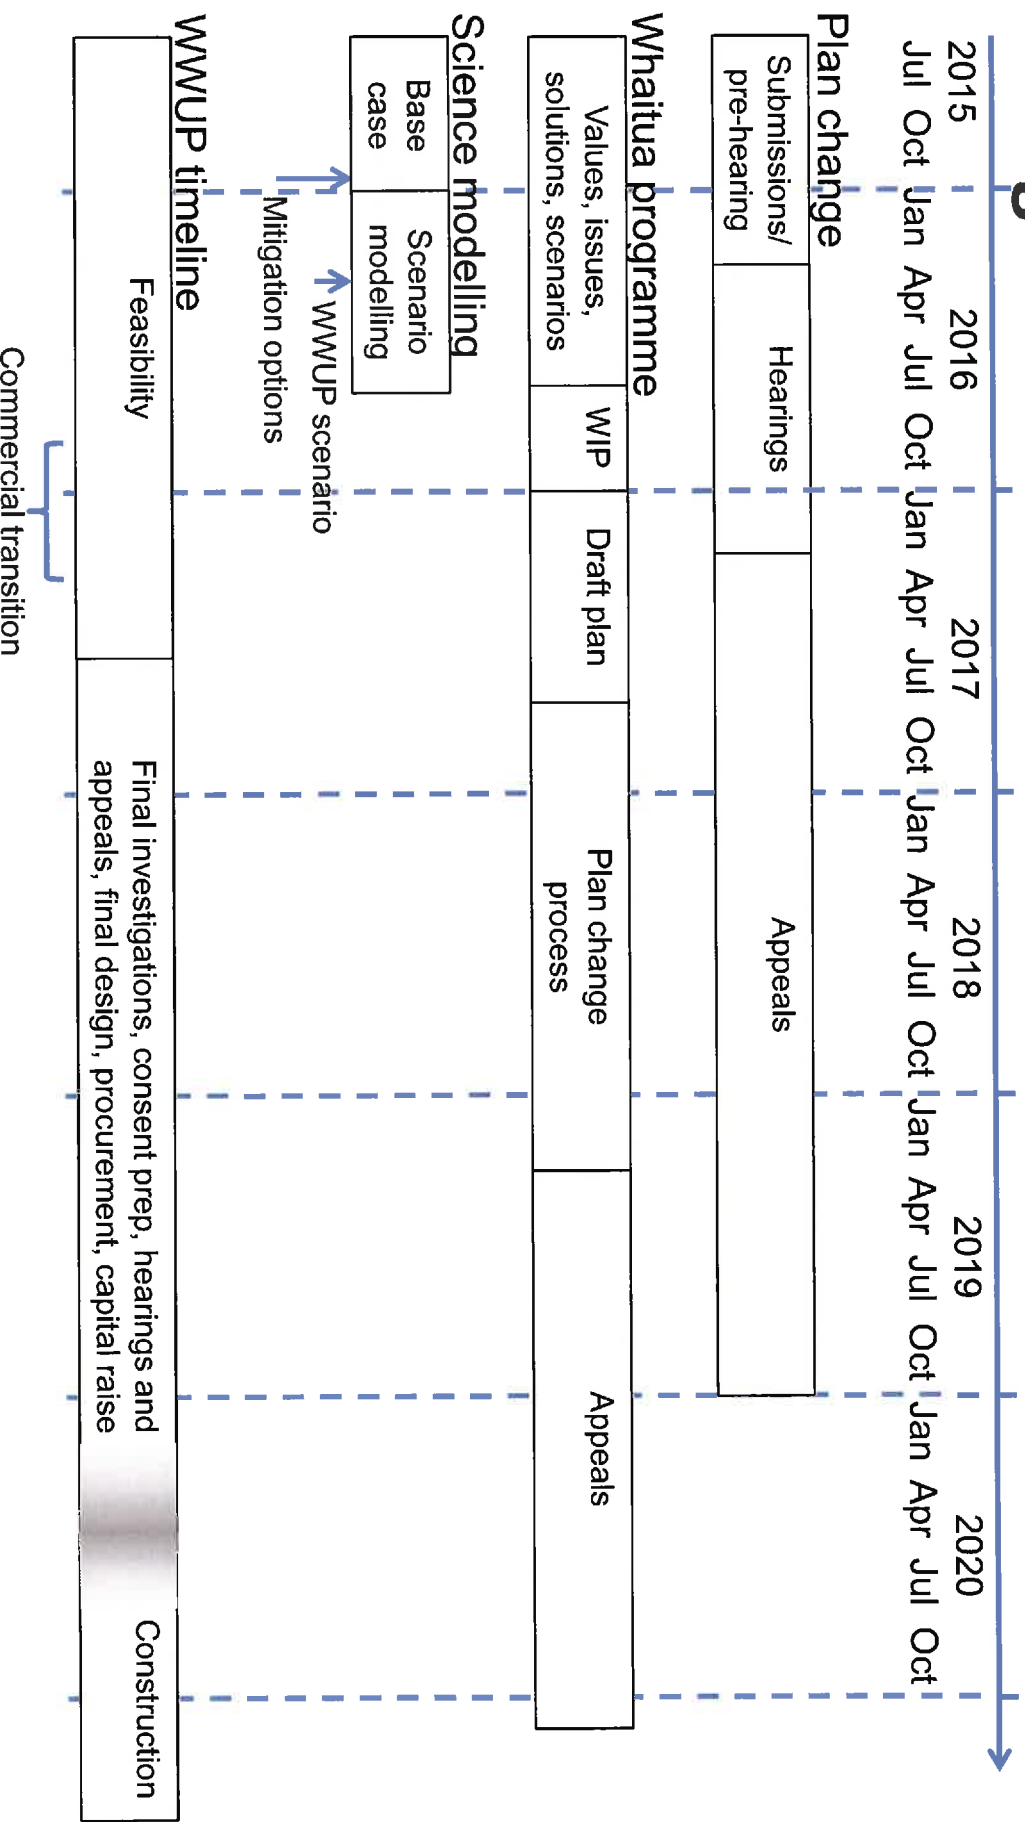 2015 2016 2017 2018 2019 2020
Jul Oct Jan Apr Jul Oct Jan Apr Jul Oct Jan Apr Jul Oct Jan Apr Jul Oct Jan Apr Jul Oct
Plan change
Submissions/
pre-hearing
Hearings
Appeals
Whaitua programme
Values, issues,
solutions, scenarios
WIP
Draft plan
Plan change
process
Appeals
Science modelling
Base
case
Scenario
modelling
WWUP scenario
Mitigation options
WWUP timeline
Feasibility
Final investigations, consent prep, hearings and
appeals, final design, procurement, capital raise
Construction
Commercial transition